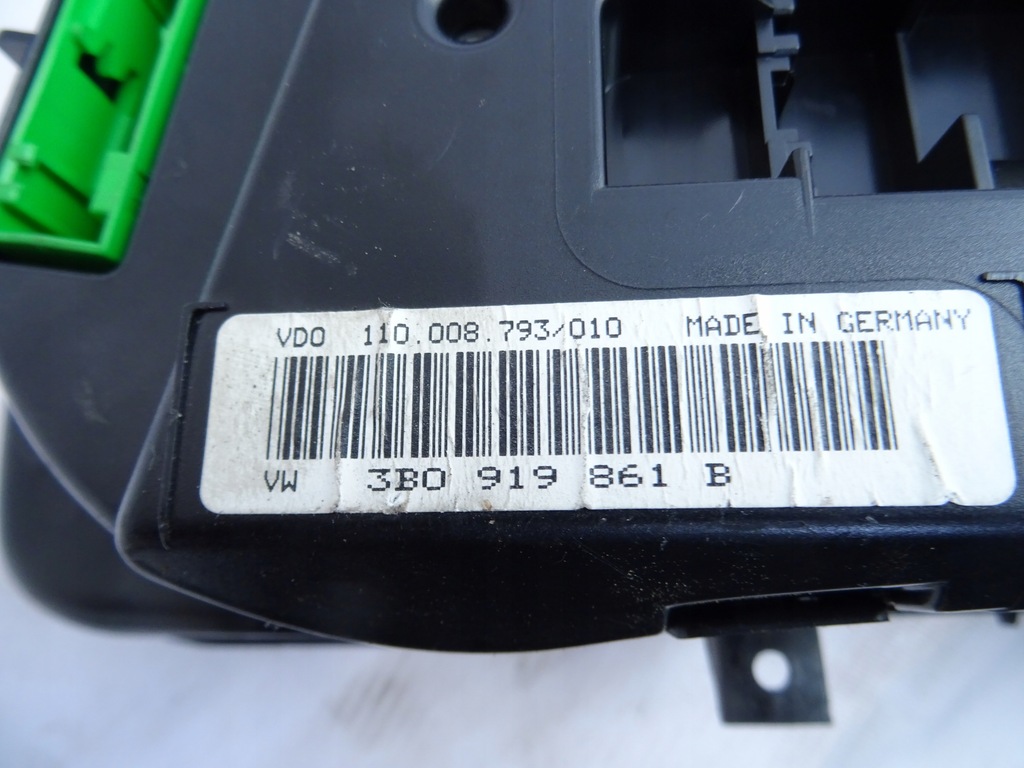 VDO 110.008.793/010 MADE IN GERMANY
VW 3B0 919 861 B